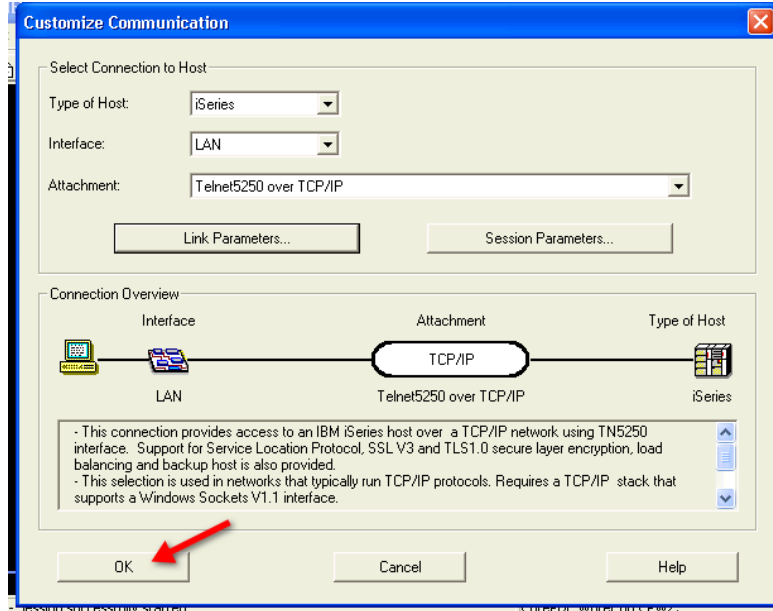 Customize Communication
Select Connection to Host
Type of Host: iSeries
Interface: LAN
Attachment: Telnet5250 over TCP/IP
Link Parameters... Session Parameters...
Connection Overview
Interface Attachment Type of Host
TCP/IP
LAN Telnet5250 over TCP/IP iSeries
- This connection provides access to an IBM iSeries host over a TCP/IP network using TN5250
interface. Support for Service Location Protocol, SSL V3 and TLS1.0 secure layer encryption, load
balancing and backup host is also provided.
- This selection is used in networks that typically run TCP/IP protocols. Requires a TCP/IP stack that
supports a Windows Sockets V1.1 interface.
OK Cancel Help